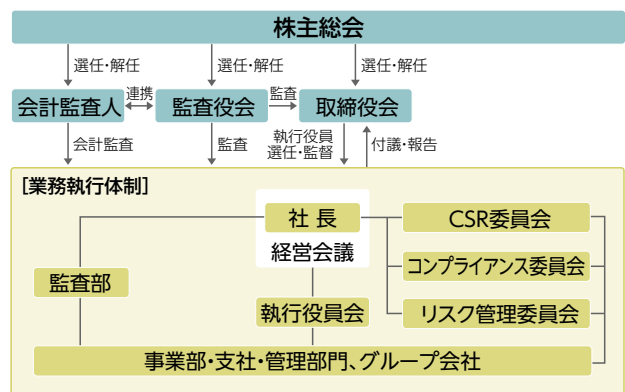 株主総会
選任・解任
選任・解任
選任・解任
会計監査人
連携
監査役会
監査
取締役会
会計監査
監査
執行役員
選任・監督
付議・報告
[業務執行体制]
社長
経営会議
CSR委員会
コンプライアンス委員会
監査部
執行役員会
リスク管理委員会
事業部・支社・管理部門、グループ会社